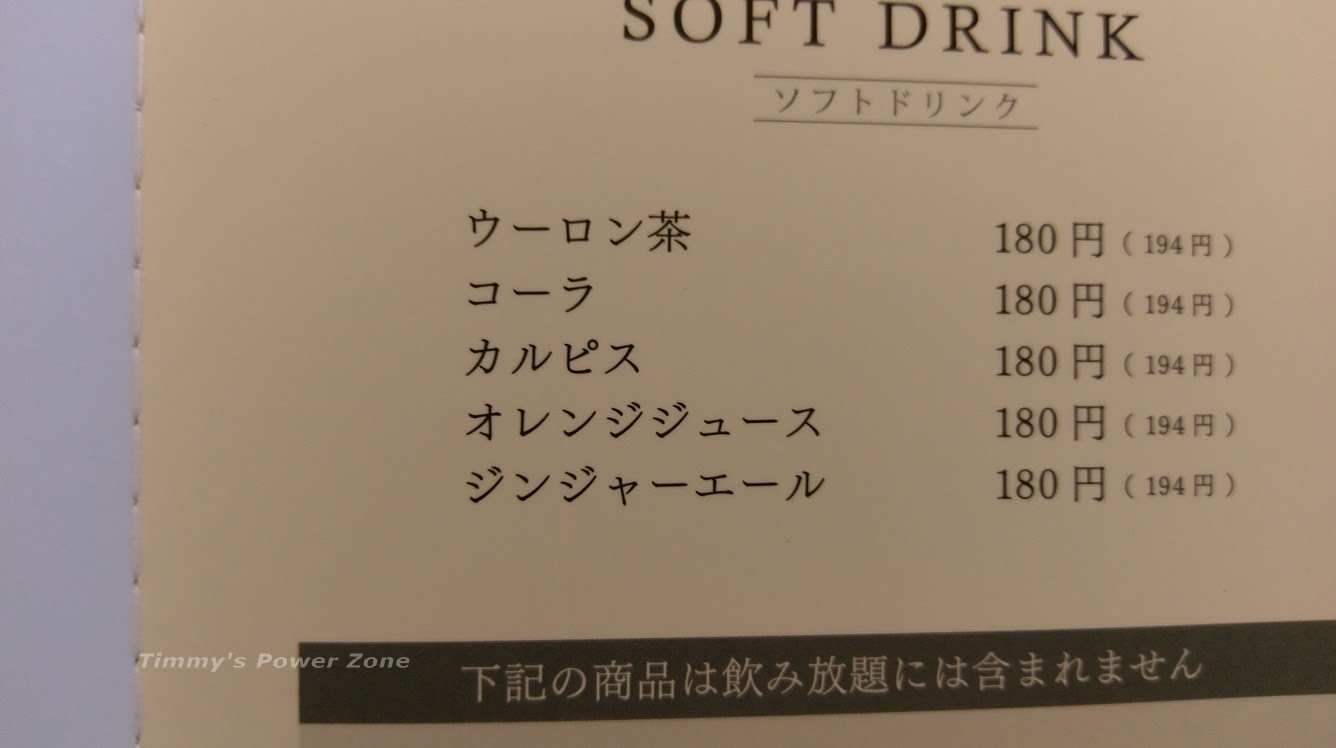 SOFT DRINK
ソフトドリンク
ウーロン茶 180円(194円)
コーラ 180円(194円)
カルピス 180円(194円)
オレンジジュース 180円(194円)
ジンジャーエール 180円(194円)
下記の商品は飲み放題には含まれません
Timmy's Power Zone